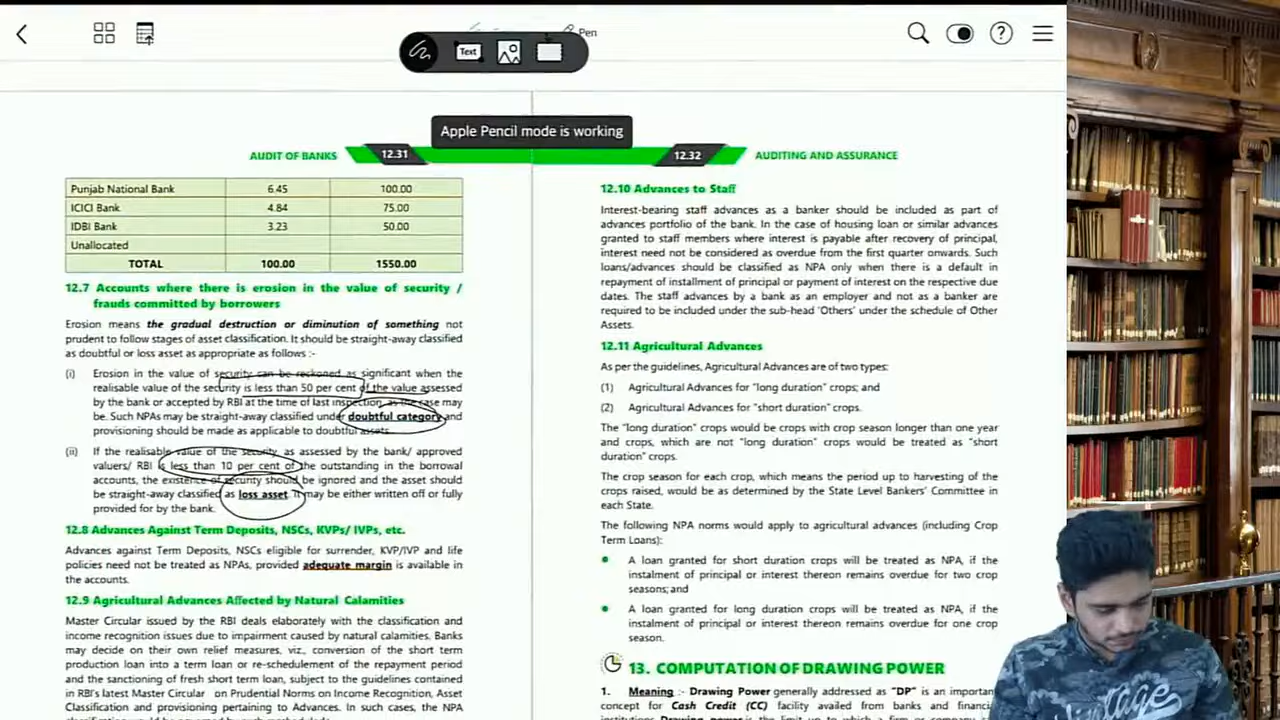 Pen
Text
Apple Pencil mode is working
AUDIT OF BANKS 12.31
Punjab National Bank 6.45 100.00
ICICI Bank 4.84 75.00
IDBI Bank 3.23 50.00
Unallocated
TOTAL 100.00 1550.00
12.7 Accounts where there is erosion in the value of security /
frauds committed by borrowers
Erosion means the gradual destruction or diminution of something not
prudent to follow stages of asset classification. It should be straight-away classified
as doubtful or loss asset as appropriate as follows :-
(i) Erosion in the value of security can be reckoned as significant when the
realisable value of the security is less than 50 per cent of the value assessed
by the bank or accepted by RBI at the time of last inspection, as the case may
be. Such NPAs may be straight-away classified under doubtful category and
provisioning should be made as applicable to doubtful assets.
(ii) If the realisable value of the security, as assessed by the bank/ approved
valuers/ RBI is less than 10 per cent of the outstanding in the borrowal
accounts, the existence of security should be ignored and the asset should
be straight-away classified as loss asset. It may be either written off or fully
provided for by the bank.
12.8 Advances Against Term Deposits, NSCs, KVPs/ IVPs, etc.
Advances against Term Deposits, NSCs eligible for surrender, KVP/IVP and life
policies need not be treated as NPAs, provided adequate margin is available in
the accounts.
12.9 Agricultural Advances Affected by Natural Calamities
Master Circular issued by the RBI deals elaborately with the classification and
income recognition issues due to impairment caused by natural calamities. Banks
may decide on their own relief measures, viz., conversion of the short term
production loan into a term loan or re-schedulement of the repayment period
and the sanctioning of fresh short term loan, subject to the guidelines contained
in RBI's latest Master Circular on Prudential Norms on Income Recognition, Asset
Classification and provisioning pertaining to Advances. In such cases, the NPA
12.32 AUDITING AND ASSURANCE
12.10 Advances to Staff
Interest-bearing staff advances as a banker should be included as part of
advances portfolio of the bank. In the case of housing loan or similar advances
granted to staff members where interest is payable after recovery of principal,
interest need not be considered as overdue from the first quarter onwards. Such
loans/advances should be classified as NPA only when there is a default in
repayment of installment of principal or payment of interest on the respective due
dates. The staff advances by a bank as an employer and not as a banker are
required to be included under the sub-head 'Others' under the schedule of Other
Assets.
12.11 Agricultural Advances
As per the guidelines, Agricultural Advances are of two types:
(1) Agricultural Advances for "long duration" crops; and
(2) Agricultural Advances for "short duration" crops.
The "long duration" crops would be crops with crop season longer than one year
and crops, which are not "long duration" crops would be treated as "short
duration" crops.
The crop season for each crop, which means the period up to harvesting of the
crops raised, would be as determined by the State Level Bankers' Committee in
each State.
The following NPA norms would apply to agricultural advances (including Crop
Term Loans):
A loan granted for short duration crops will be treated as NPA, if the
instalment of principal or interest thereon remains overdue for two crop
seasons; and
A loan granted for long duration crops will be treated as NPA, if the
instalment of principal or interest thereon remains overdue for one crop
season.
13. COMPUTATION OF DRAWING POWER
1. Meaning :- Drawing Power generally addressed as "DP" is an important
concept for Cash Credit (CC) facility availed from banks and